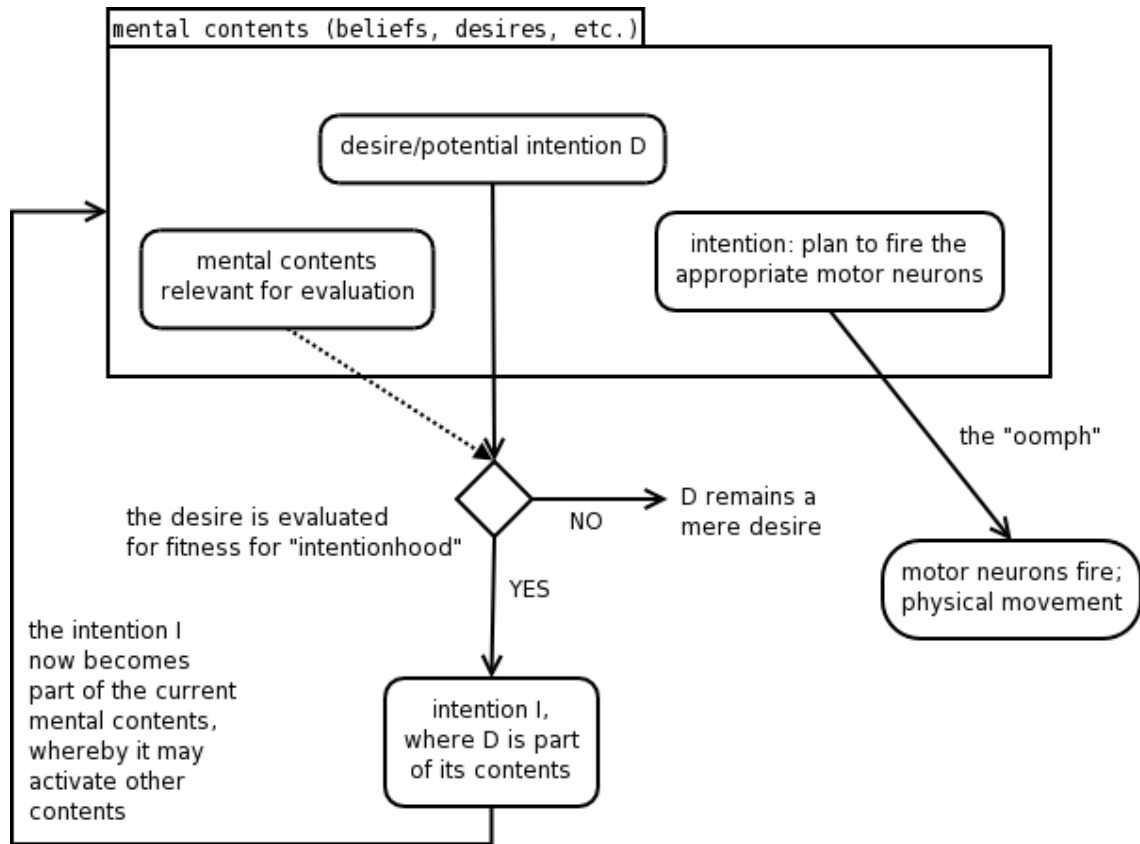 mental contents (beliefs, desires, etc.)
desire/potential intention D
mental contents
relevant for evaluation
intention: plan to fire the
appropriate motor neurons
the "oomph"
the desire is evaluated
for fitness for "intentionhood"
NO
D remains a
mere desire
YES
motor neurons fire;
physical movement
the intention I
now becomes
part of the current
mental contents,
whereby it may
activate other
contents
intention I,
where D is part
of its contents